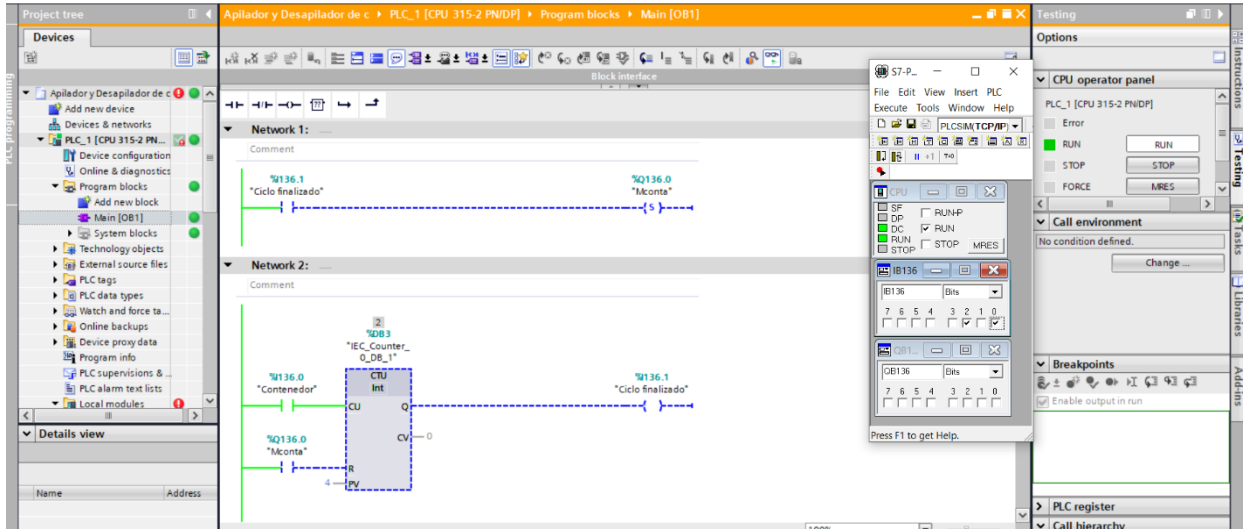 Project tree
Devices
PLC programming
Apilador y Desapilador de c
Add new device
Devices & networks
PLC_1 [CPU 315-2 PN...
Device configuration
Online & diagnostics
Program blocks
Add new block
Main [OB1]
System blocks
Technology objects
External source files
PLC tags
PLC data types
Watch and force ta...
Online backups
Device proxy data
Program info
PLC supervisions & ...
PLC alarm text lists
Local modules
Details view
Name Address
Apilador y Desapilador de c PLC_1 [CPU 315-2 PN/DP] Program blocks Main [OB1]
Block interface
??
Network 1: .....
Comment
%I136.1
"Ciclo finalizado"
%Q136.0
"Mconta"
S
Network 2: .....
Comment
2
%DB3
"IEC_Counter_
0_DB_1"
CTU
Int
%I136.0
"Contenedor"
CU Q
%I136.1
"Ciclo finalizado"
CV 0
%Q136.0
"Mconta"
R
4 PV
100%
S7-P...
File Edit View Insert PLC
Execute Tools Window Help
PLCSIM(TCP/IP)
+1 T=0
CPU
SF
DP
DC
RUN
STOP
RUN-P
RUN
STOP MRES
IB136
IB136 Bits
7 6 5 4 3 2 1 0
QB1...
QB136 Bits
7 6 5 4 3 2 1 0
Press F1 to get Help.
Testing
Options
CPU operator panel
PLC_1 [CPU 315-2 PN/DP]
Error
RUN RUN
STOP STOP
FORCE MRES
Call environment
No condition defined.
Change ...
Breakpoints
Enable output in run
PLC register
Call hierarchy
Instructions
Testing
Tasks
Libraries
Add-ins